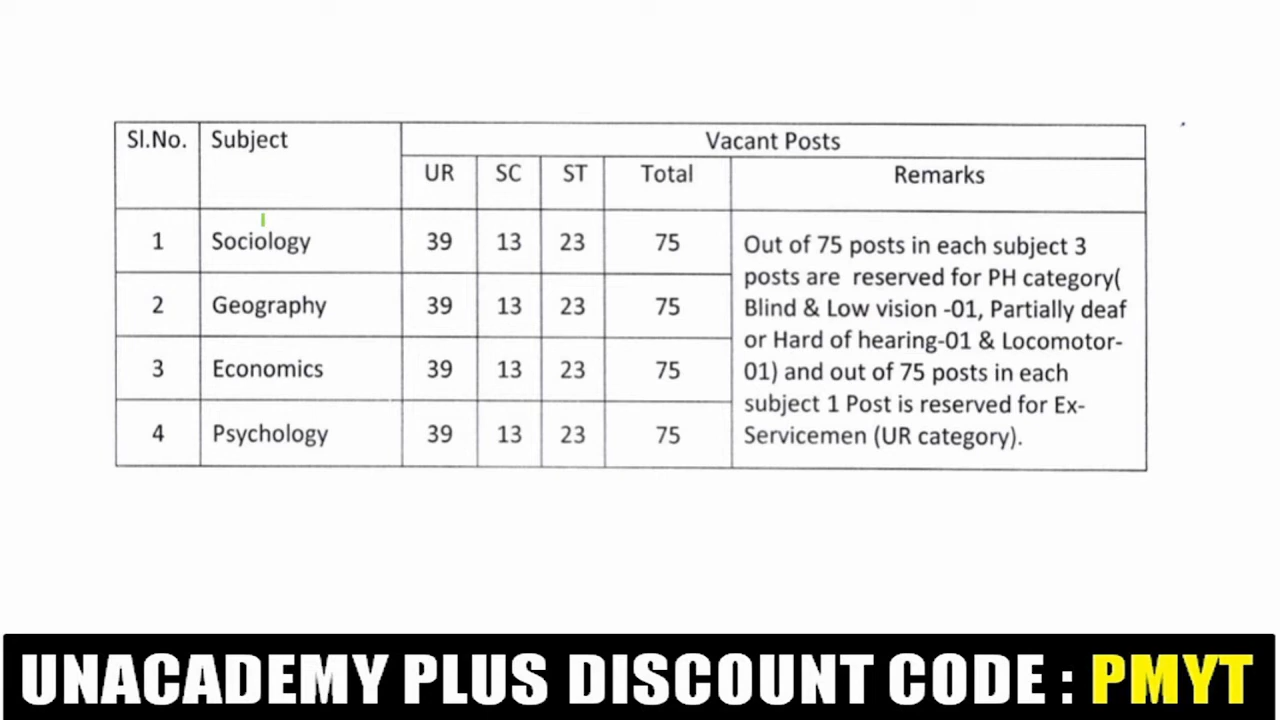 Sl.No. Subject Vacant Posts
UR SC ST Total Remarks
1 Sociology 39 13 23 75
2 Geography 39 13 23 75
3 Economics 39 13 23 75
4 Psychology 39 13 23 75
Out of 75 posts in each subject 3
posts are reserved for PH category(
Blind & Low vision -01, Partially deaf
or Hard of hearing-01 & Locomotor-
01) and out of 75 posts in each
subject 1 Post is reserved for Ex-
Servicemen (UR category).
UNACADEMY PLUS DISCOUNT CODE : PMYT